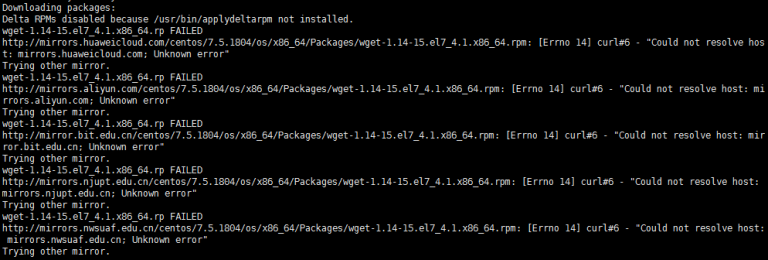 Downloading packages:
Delta RPMs disabled because /usr/bin/applydeltarpm not installed.
wget-1.14-15.el7_4.1.x86_64.rp FAILED
http://mirrors.huaweicloud.com/centos/7.5.1804/os/x86_64/Packages/wget-1.14-15.el7_4.1.x86_64.rpm: [Errno 14] curl#6 - "Could not resolve hos
t: mirrors.huaweicloud.com; Unknown error"
Trying other mirror.
wget-1.14-15.el7_4.1.x86_64.rp FAILED
http://mirrors.aliyun.com/centos/7.5.1804/os/x86_64/Packages/wget-1.14-15.el7_4.1.x86_64.rpm: [Errno 14] curl#6 - "Could not resolve host: mi
rrors.aliyun.com; Unknown error"
Trying other mirror.
wget-1.14-15.el7_4.1.x86_64.rp FAILED
http://mirror.bit.edu.cn/centos/7.5.1804/os/x86_64/Packages/wget-1.14-15.el7_4.1.x86_64.rpm: [Errno 14] curl#6 - "Could not resolve host: mir
ror.bit.edu.cn; Unknown error"
Trying other mirror.
wget-1.14-15.el7_4.1.x86_64.rp FAILED
http://mirrors.njupt.edu.cn/centos/7.5.1804/os/x86_64/Packages/wget-1.14-15.el7_4.1.x86_64.rpm: [Errno 14] curl#6 - "Could not resolve host:
mirrors.njupt.edu.cn; Unknown error"
Trying other mirror.
wget-1.14-15.el7_4.1.x86_64.rp FAILED
http://mirrors.nwsuaf.edu.cn/centos/7.5.1804/os/x86_64/Packages/wget-1.14-15.el7_4.1.x86_64.rpm: [Errno 14] curl#6 - "Could not resolve host:
mirrors.nwsuaf.edu.cn; Unknown error"
Trying other mirror.